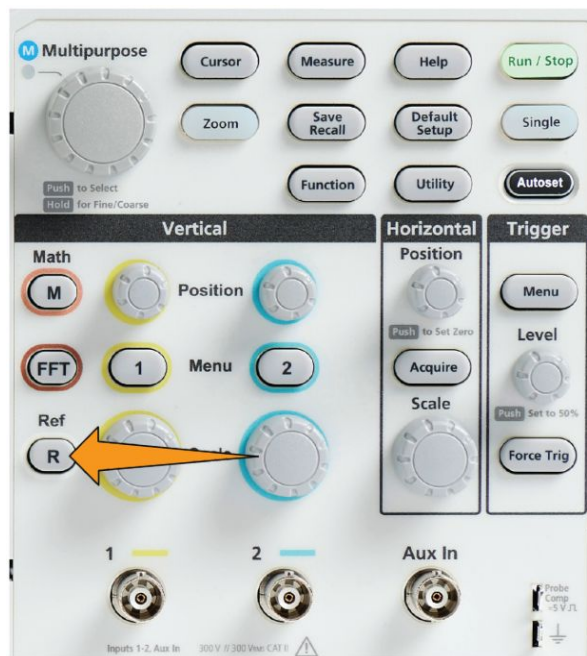 M Multipurpose
Cursor
Measure
Help
Run / Stop
Zoom
Save
Recall
Default
Setup
Single
Push to Select
Hold for Fine/Coarse
Function
Utility
Autoset
Vertical
Horizontal
Trigger
Math
Position
M
Position
Menu
Push to Set Zero
Level
FFT
1
Menu
2
Acquire
Ref
Scale
Push Set to 50%
R
Force Trig
1
2
Aux In
Probe
Comp
Inputs 1-2, Aux In